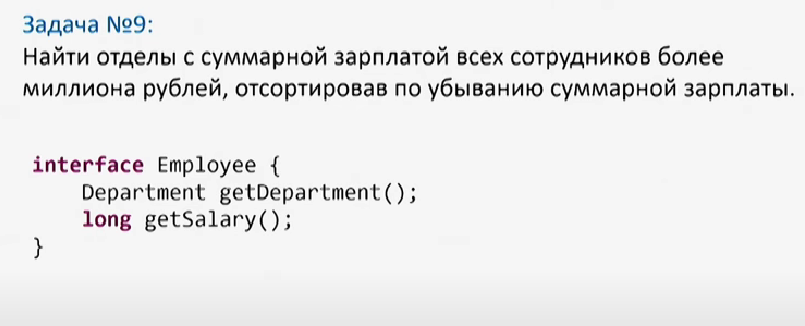 Задача №9:
Найти отделы с суммарной зарплатой всех сотрудников более
миллиона рублей, отсортировав по убыванию суммарной зарплаты.
interface Employee {
    Department getDepartment();
    long getSalary();
}